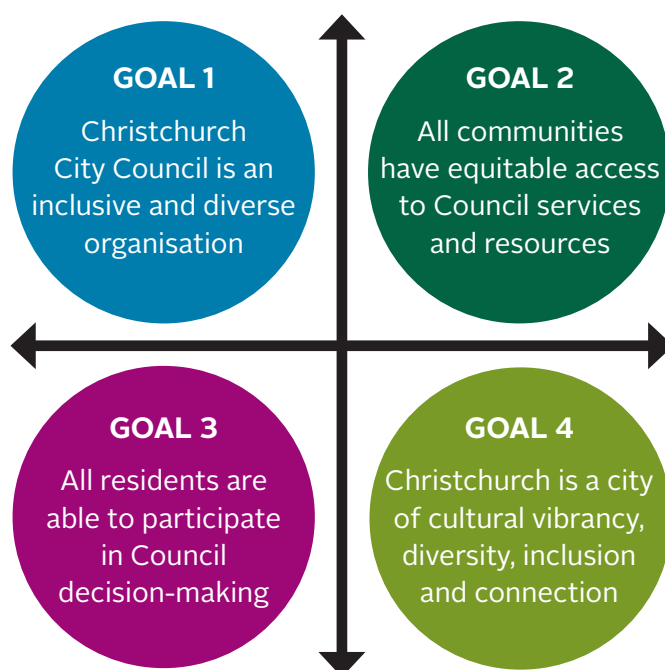 GOAL 1
Christchurch
City Council is an
inclusive and diverse
organisation
GOAL 2
All communities
have equitable access
to Council services
and resources
GOAL 3
All residents are
able to participate
in Council
decision-making
GOAL 4
Christchurch is a city
of cultural vibrancy,
diversity, inclusion
and connection